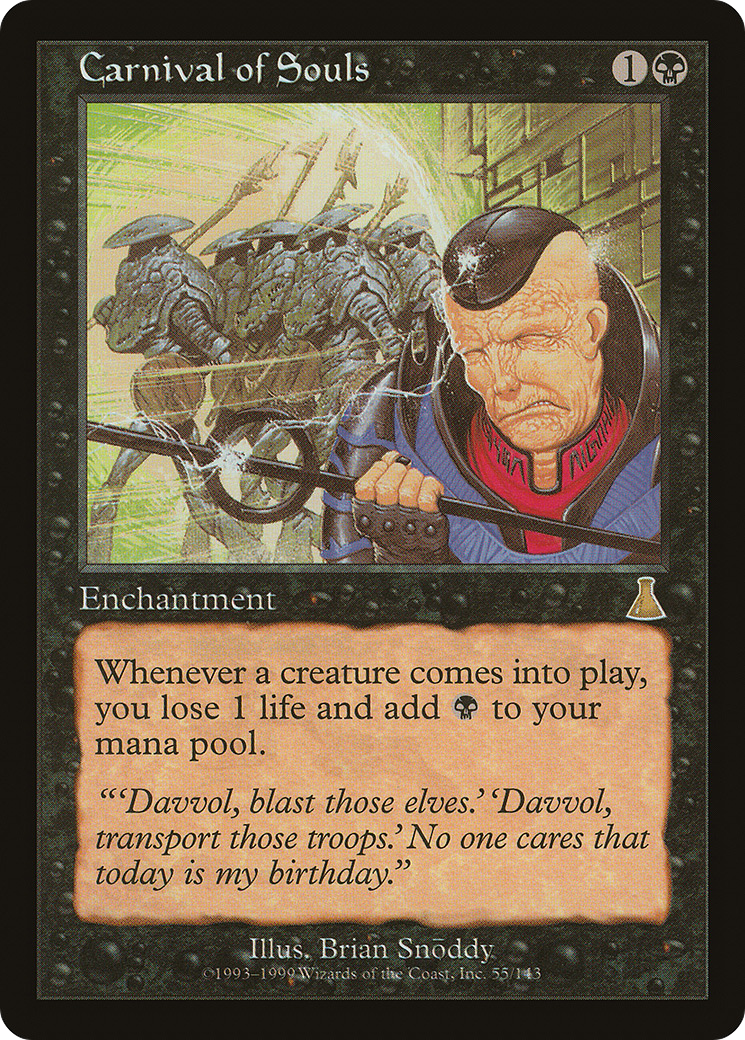 Carnival of Souls
1
Enchantment
Whenever a creature comes into play,
you lose 1 life and add to your
mana pool.
“‘Davvol, blast those elves.’ ‘Davvol,
transport those troops.’ No one cares that
today is my birthday.”
Illus. Brian Snōddy
©1993–1999 Wizards of the Coast, Inc. 55/143